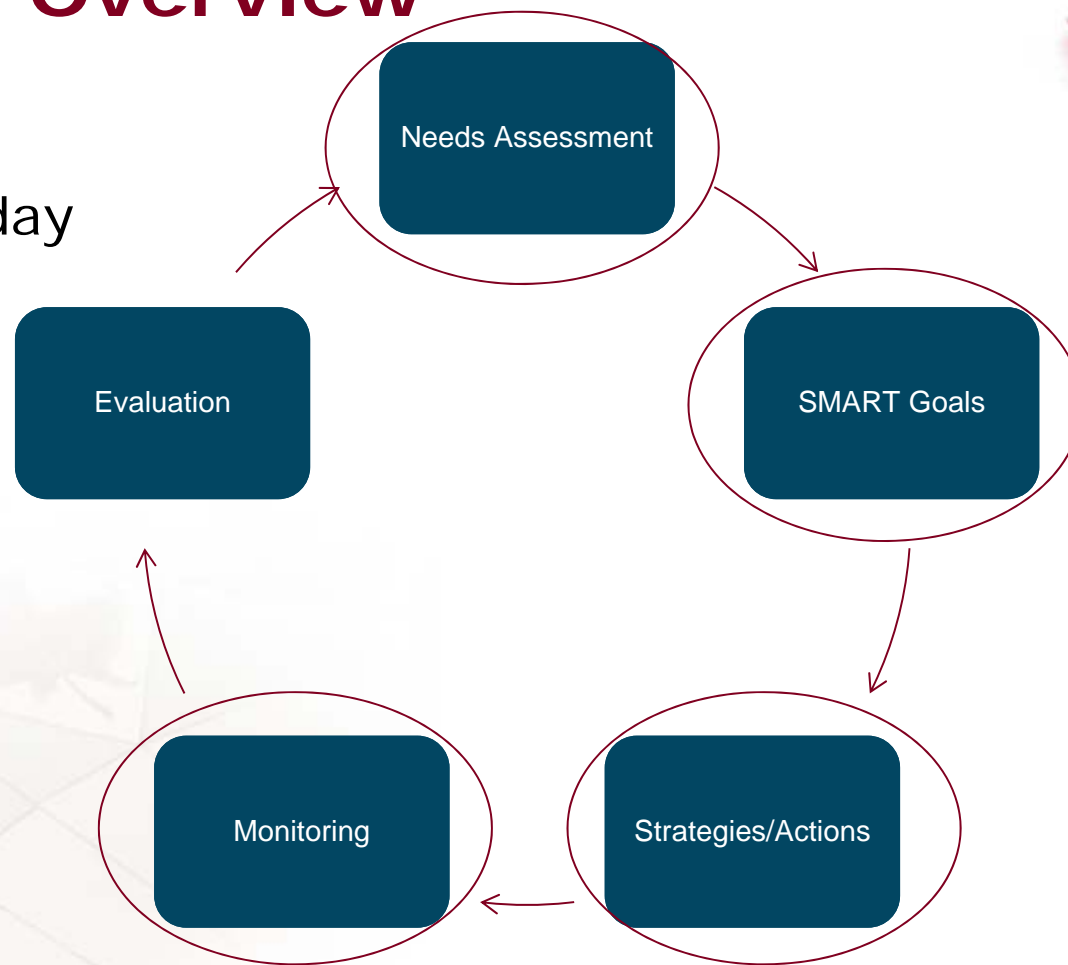 Overview
Needs Assessment
day
Evaluation
SMART Goals
Monitoring
Strategies/Actions